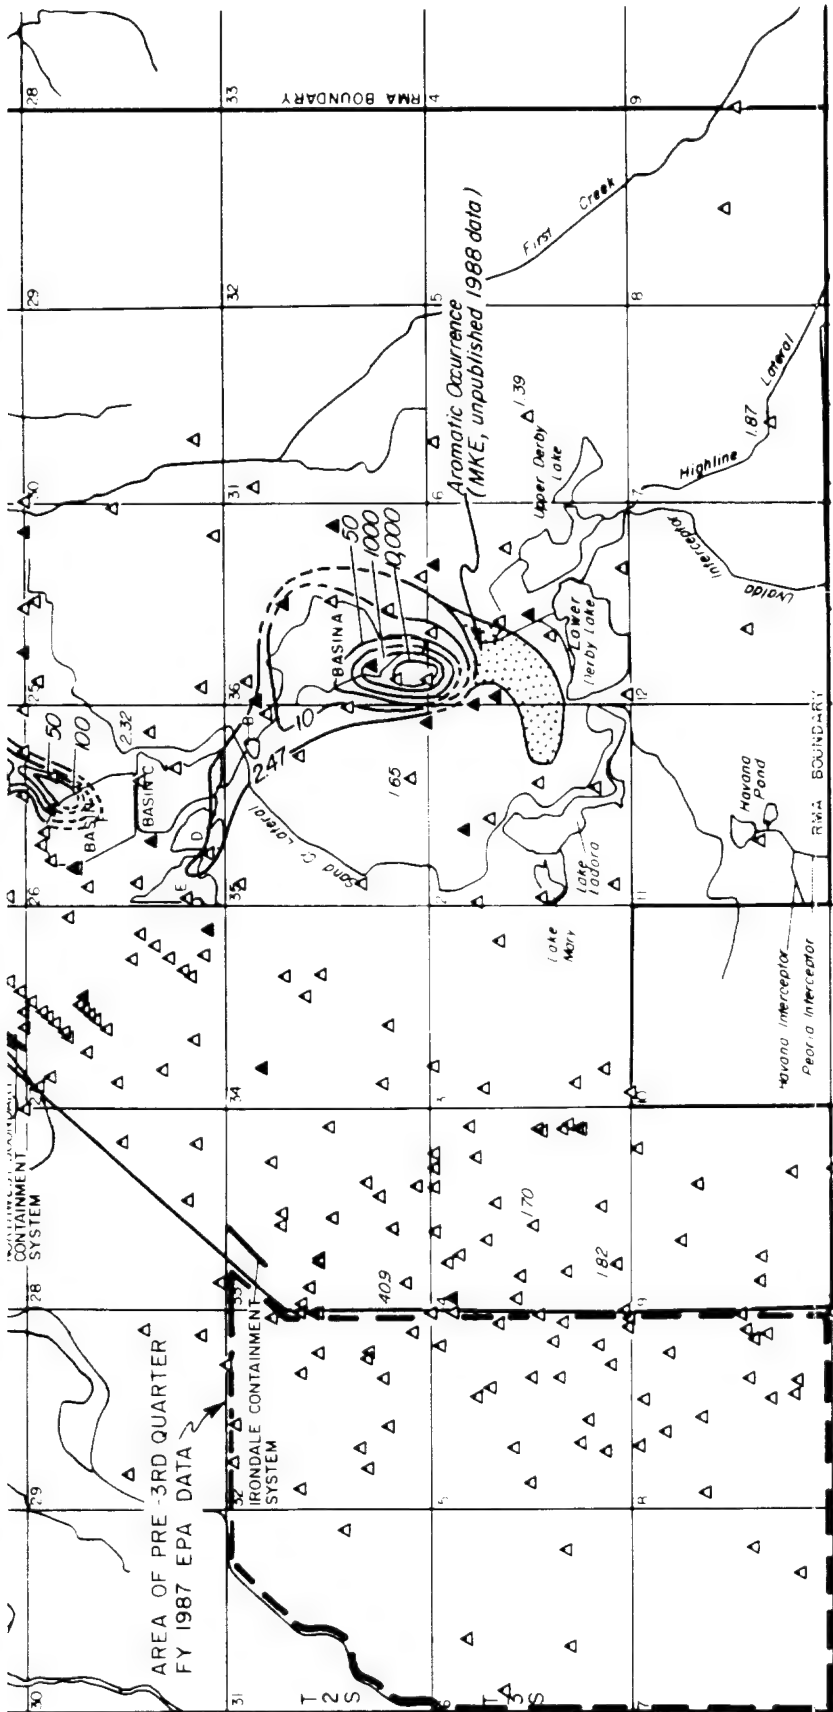 28
33
RMA BOUNDARY
4
9
First
Creek
29
32
5
8
Aromatic Occurrence
(MKE, unpublished 1988 data)
1.39
1.87
Highline
Lateral
Upper Derby
Lake
30
31
6
7
50
1000
10,000
BASIN A
Lower
Derby Lake
Uvalda
Interceptor
25
36
12
50
100
2.32
B
10
2.47
1.65
BASIN
F
BASIN C
D
E
Sand Cr Lateral
Lake
Ladora
Lake
Mary
Havana
Pond
RMA BOUNDARY
26
35
2
11
Havana Interceptor
Peoria Interceptor
34
3
CONTAINMENT
SYSTEM
1.70
1.82
409
28
33
4
9
IRONDALE CONTAINMENT
SYSTEM
AREA OF PRE-3RD QUARTER
FY 1987 EPA DATA
29
32
5
8
30
31
T
2
S
6
T
3
S
7